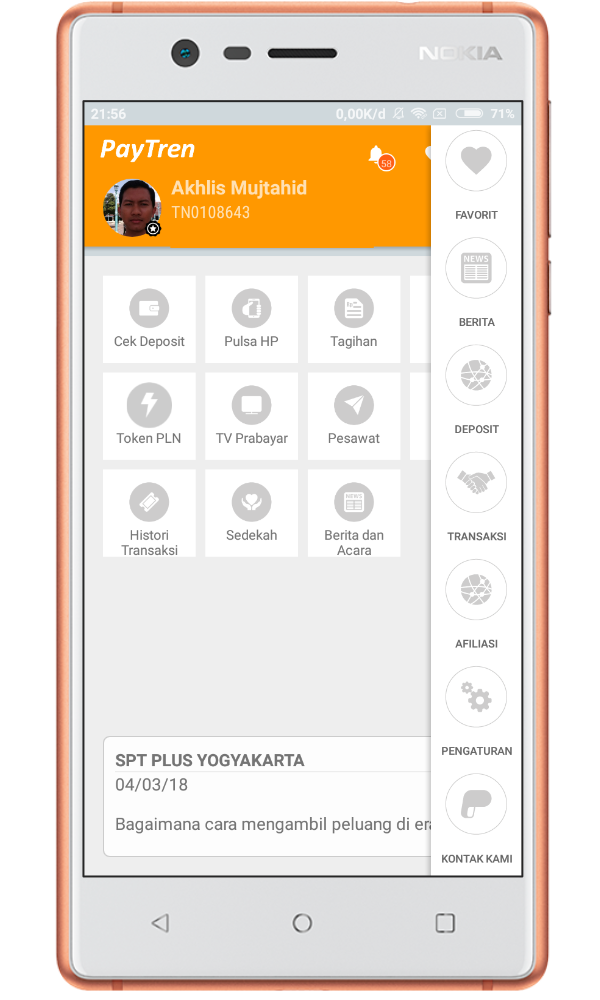 NOKIA
21:56
0,00K/d
71%
PayTren
58
Akhlis Mujtahid
TN0108643
Cek Deposit
Pulsa HP
Tagihan
Token PLN
TV Prabayar
Pesawat
Histori
Transaksi
Sedekah
NEWS
Berita dan
Acara
SPT PLUS YOGYAKARTA
04/03/18
Bagaimana cara mengambil peluang di era
FAVORIT
NEWS
BERITA
DEPOSIT
TRANSAKSI
AFILIASI
PENGATURAN
KONTAK KAMI